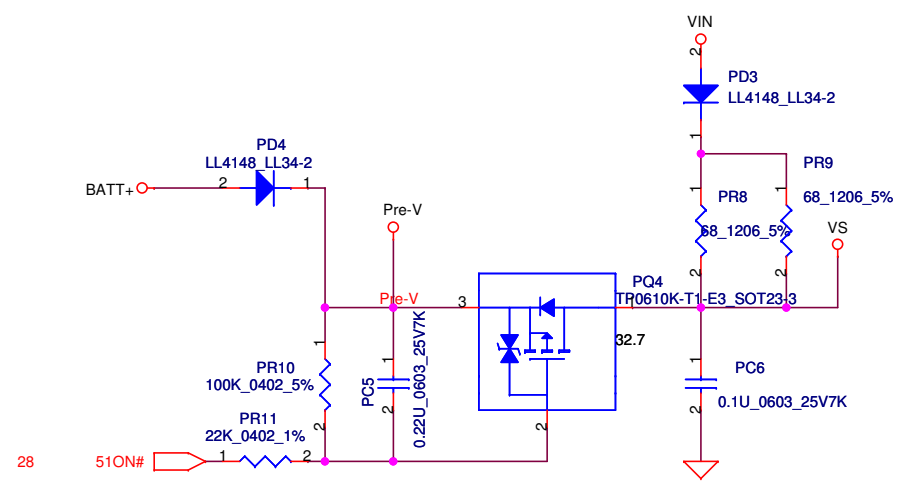 VIN
2
PD3
LL4148_LL34-2
1
PD4
LL4148_LL34-2
BATT+
2
1
PR9
68_1206_5%
1
1
PR8
68_1206_5%
2
2
VS
Pre-V
Pre-V
3
PQ4
TP0610K-T1-E3_SOT23-3
1
32.7
2
1
PR10
100K_0402_5%
2
1
PC5
0.22U_0603_25V7K
2
1
PC6
0.1U_0603_25V7K
2
PR11
22K_0402_1%
28
51ON#
1
2